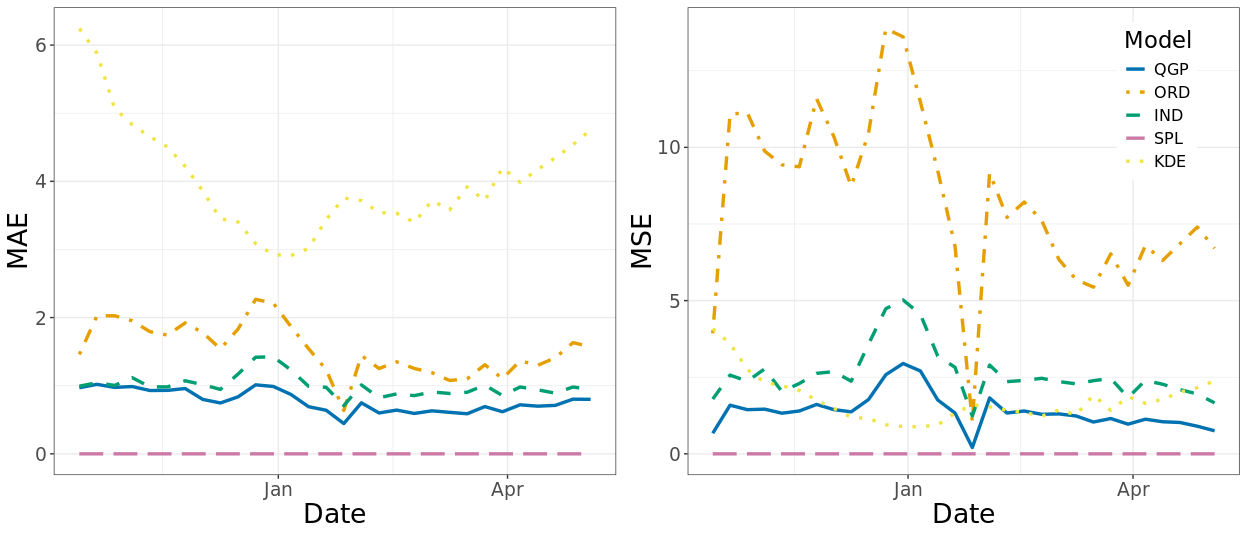 MAE
6
4
2
0
Jan
Apr
Date
MSE
10
5
0
Jan
Apr
Date
Model
QGP
ORD
IND
SPL
KDE